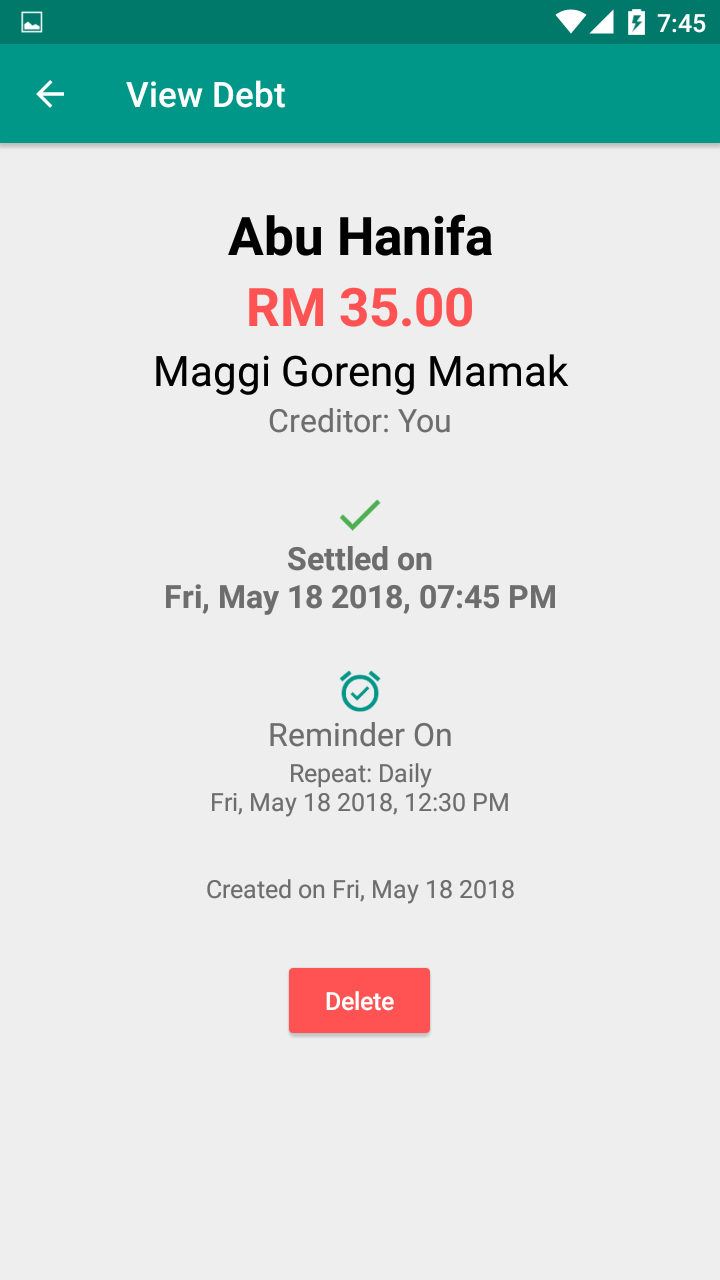 7:45
View Debt
Abu Hanifa
RM 35.00
Maggi Goreng Mamak
Creditor: You
Settled on
Fri, May 18 2018, 07:45 PM
Reminder On
Repeat: Daily
Fri, May 18 2018, 12:30 PM
Created on Fri, May 18 2018
Delete